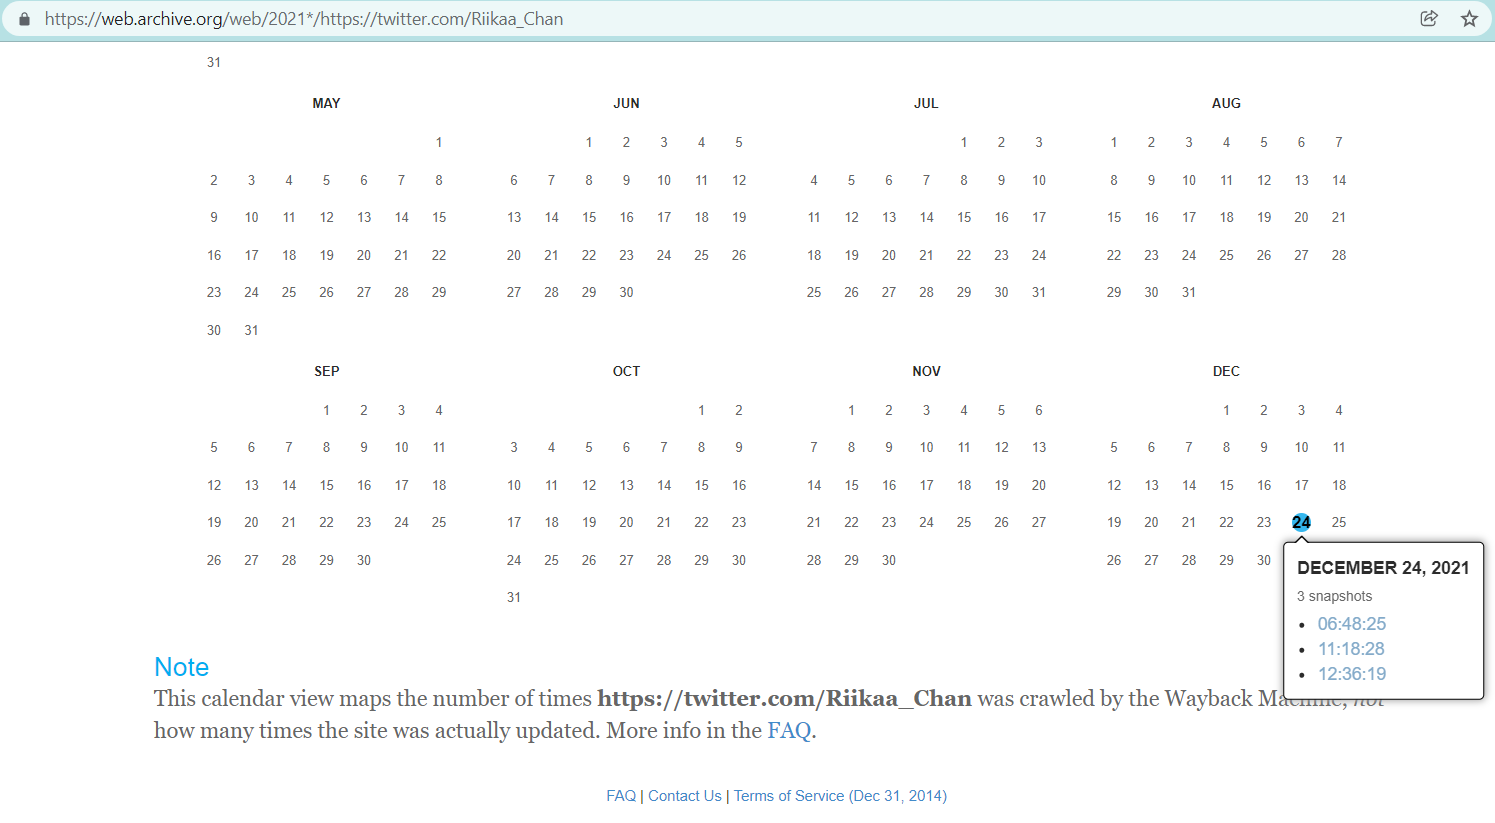 https://web.archive.org/web/2021*/https://twitter.com/Riikaa_Chan
31
MAY JUN JUL AUG
1 1 2 3 4 5 1 2 3 1 2 3 4 5 6 7
2 3 4 5 6 7 8 6 7 8 9 10 11 12 4 5 6 7 8 9 10 8 9 10 11 12 13 14
9 10 11 12 13 14 15 13 14 15 16 17 18 19 11 12 13 14 15 16 17 15 16 17 18 19 20 21
16 17 18 19 20 21 22 20 21 22 23 24 25 26 18 19 20 21 22 23 24 22 23 24 25 26 27 28
23 24 25 26 27 28 29 27 28 29 30 25 26 27 28 29 30 31 29 30 31
30 31
SEP OCT NOV DEC
1 2 3 4 1 2 1 2 3 4 5 6 1 2 3 4
5 6 7 8 9 10 11 3 4 5 6 7 8 9 7 8 9 10 11 12 13 5 6 7 8 9 10 11
12 13 14 15 16 17 18 10 11 12 13 14 15 16 14 15 16 17 18 19 20 12 13 14 15 16 17 18
19 20 21 22 23 24 25 17 18 19 20 21 22 23 21 22 23 24 25 26 27 19 20 21 22 23 24 25
26 27 28 29 30 24 25 26 27 28 29 30 28 29 30 26 27 28 29 30
31
DECEMBER 24, 2021
3 snapshots
• 06:48:25
• 11:18:28
• 12:36:19
Note
This calendar view maps the number of times https://twitter.com/Riikaa_Chan was crawled by the Wayback Machine, not
how many times the site was actually updated. More info in the FAQ.
FAQ | Contact Us | Terms of Service (Dec 31, 2014)